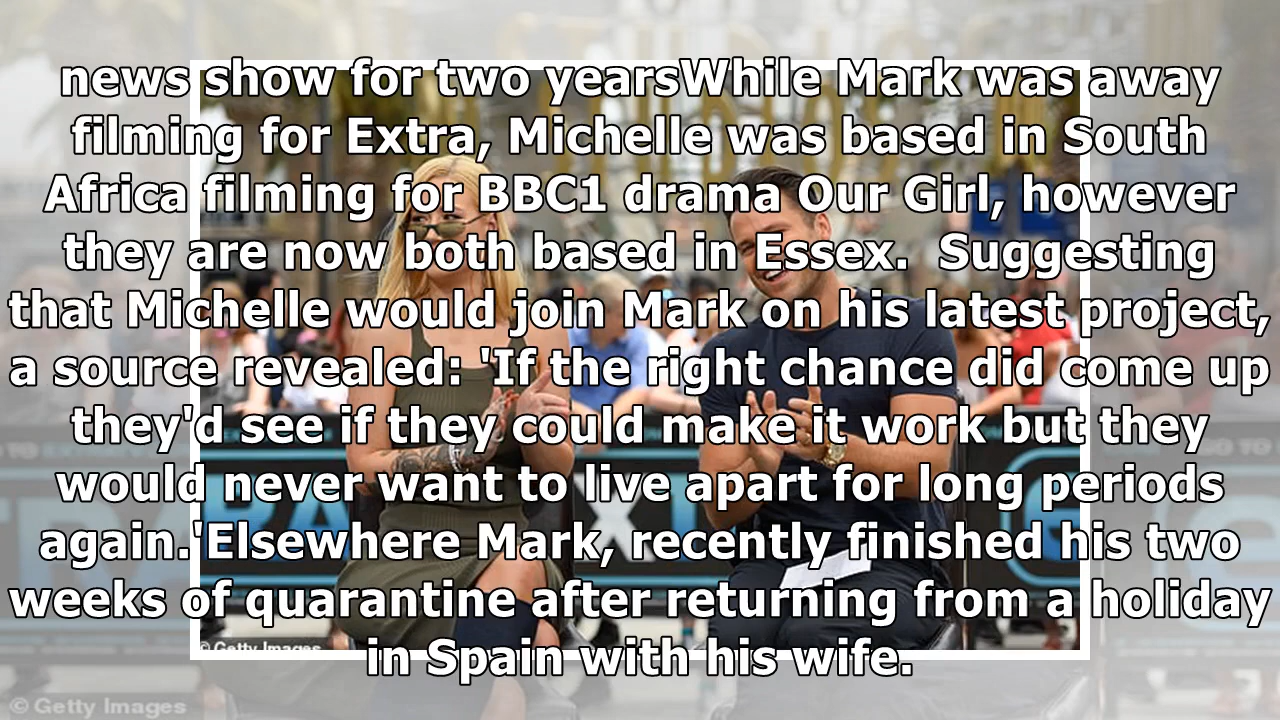 news show for two yearsWhile Mark was away
filming for Extra, Michelle was based in South
Africa filming for BBC1 drama Our Girl, however
they are now both based in Essex.  Suggesting
that Michelle would join Mark on his latest project,
a source revealed: 'If the right chance did come up
they'd see if they could make it work but they
would never want to live apart for long periods
again.'Elsewhere Mark, recently finished his two
weeks of quarantine after returning from a holiday
in Spain with his wife.
© Getty Images
© Getty Images